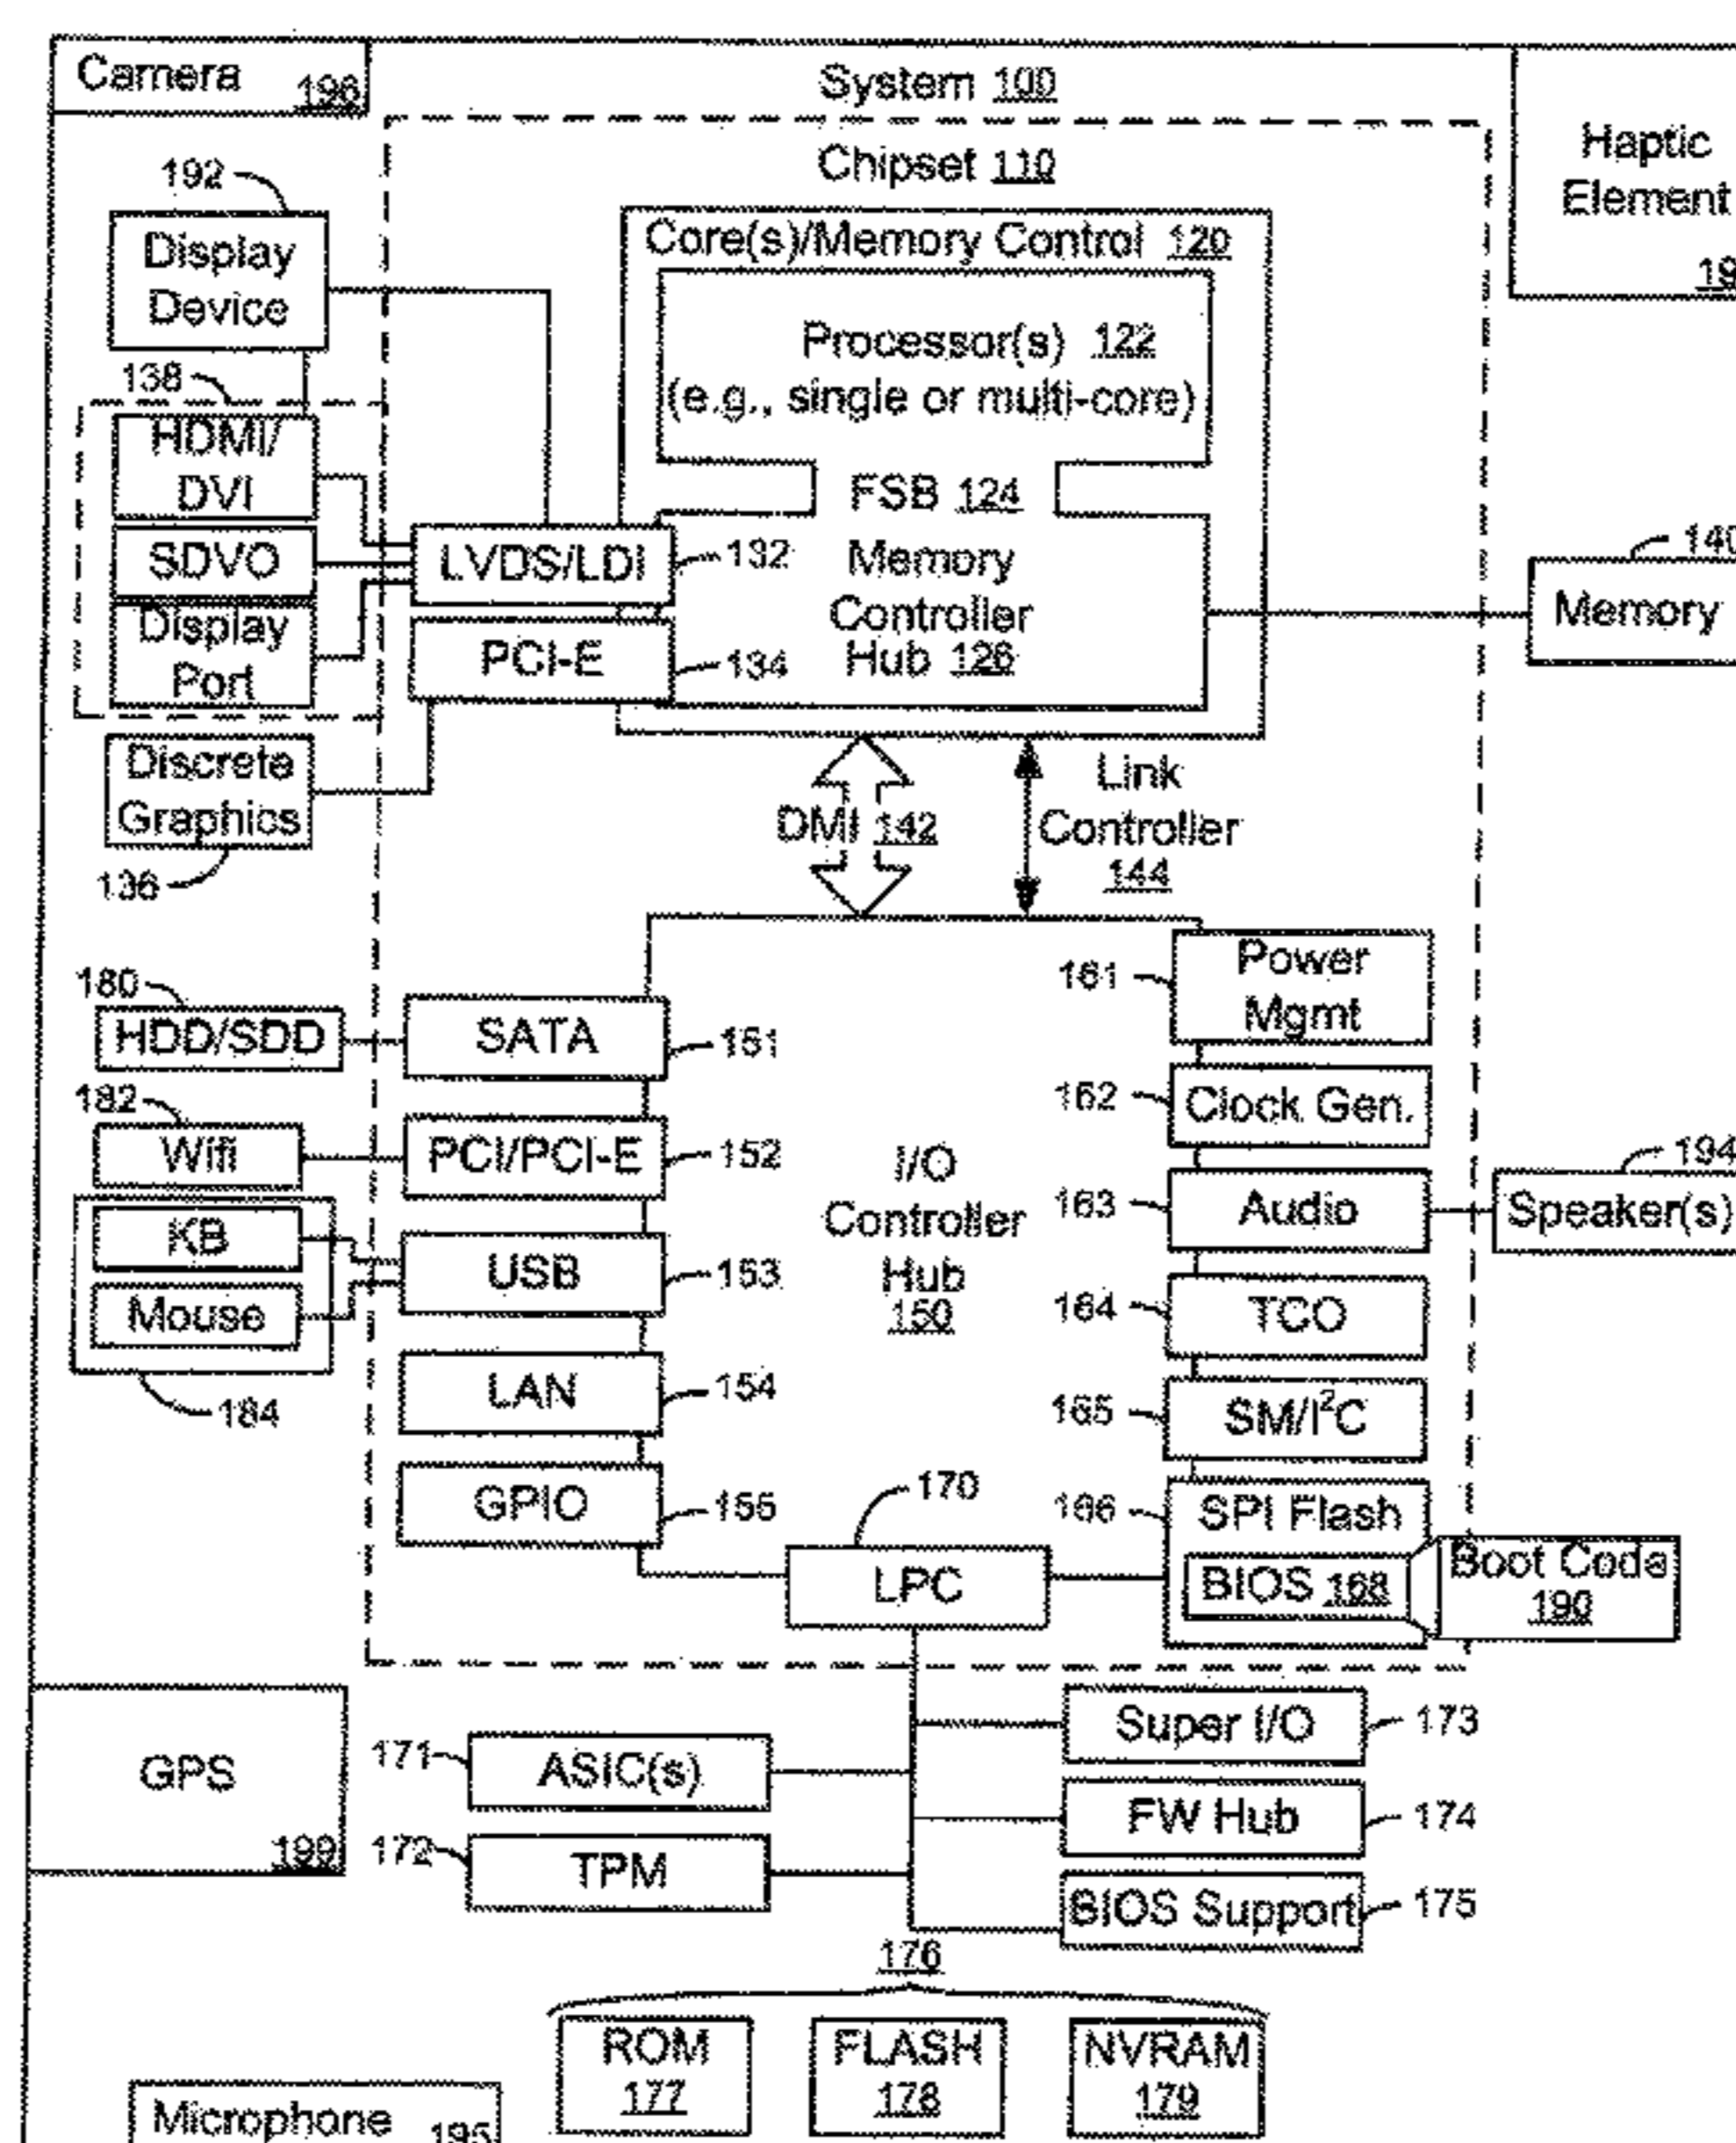 Camera 196
System 100
Haptic
Element
Chipset 110
192
Display
Device
Core(s)/Memory Control 120
Processor(s) 122
(e.g., single or multi-core)
138
HDMI/
DVI
FSB 124
SDVO
LVDS/LDI
132
Memory
Controller
Hub 126
140
Memory
Display
Port
PCI-E
134
Discrete
Graphics
136
DMI 142
Link
Controller
144
180
HDD/SDD
SATA
151
161
Power
Mgmt
182
Wifi
PCI/PCI-E
152
162
Clock Gen.
I/O
Controller
Hub
150
163
Audio
194
Speaker(s)
KB
Mouse
184
USB
153
164
TCO
LAN
154
165
SM/I²C
GPIO
155
170
LPC
166
SPI Flash
BIOS 168
Boot Code
190
GPS
199
171
ASIC(s)
172
TPM
Super I/O
173
FW Hub
174
BIOS Support
175
176
ROM
177
FLASH
178
NVRAM
179
Microphone
195